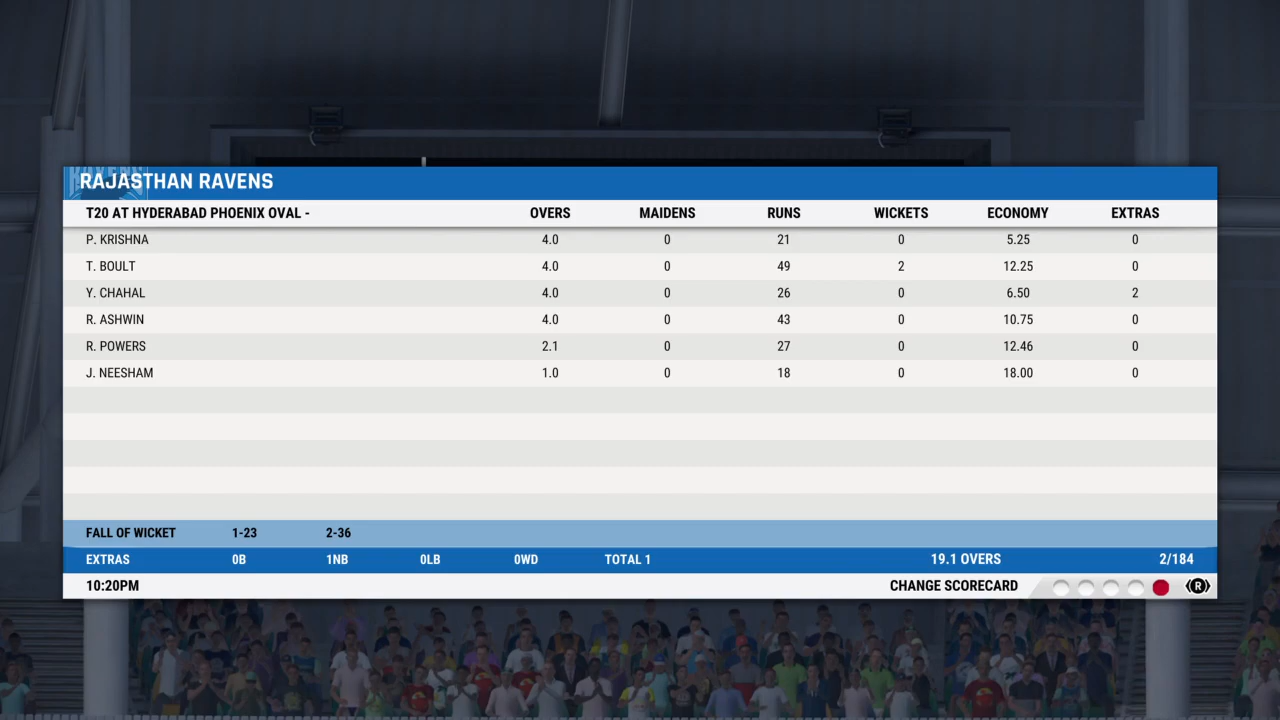 RAJASTHAN RAVENS
T20 AT HYDERABAD PHOENIX OVAL - OVERS MAIDENS RUNS WICKETS ECONOMY EXTRAS
P. KRISHNA 4.0 0 21 0 5.25 0
T. BOULT 4.0 0 49 2 12.25 0
Y. CHAHAL 4.0 0 26 0 6.50 2
R. ASHWIN 4.0 0 43 0 10.75 0
R. POWERS 2.1 0 27 0 12.46 0
J. NEESHAM 1.0 0 18 0 18.00 0
FALL OF WICKET 1-23 2-36
EXTRAS 0B 1NB 0LB 0WD TOTAL 1 19.1 OVERS 2/184
10:20PM CHANGE SCORECARD R